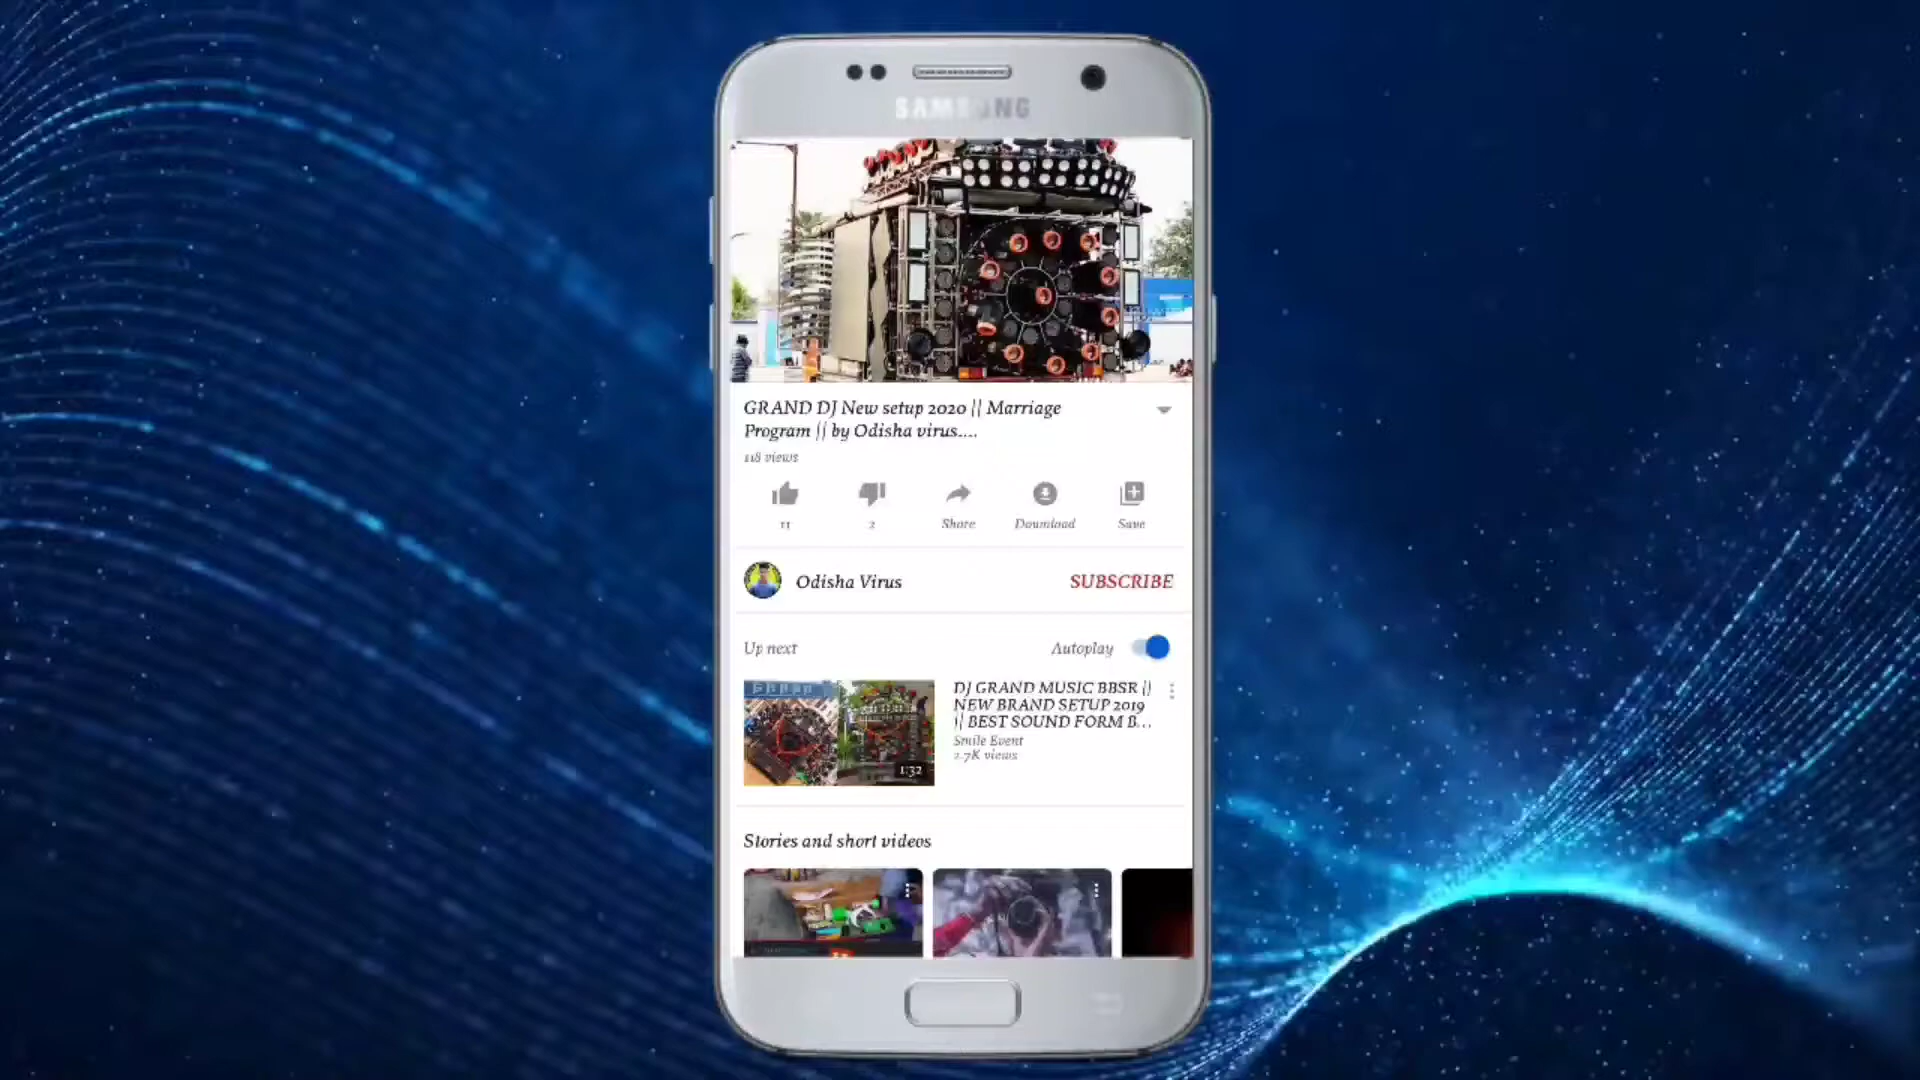 SAMSUNG
GRAND DJ New setup 2020 || Marriage
Program || by Odisha virus....
118 views
11
2
Share
Download
Save
Odisha Virus
SUBSCRIBE
Up next
Autoplay
DJ GRAND MUSIC BBSR ||
NEW BRAND SETUP 2019
|| BEST SOUND FORM B...
Smile Event
2.7K views
1:32
Stories and short videos